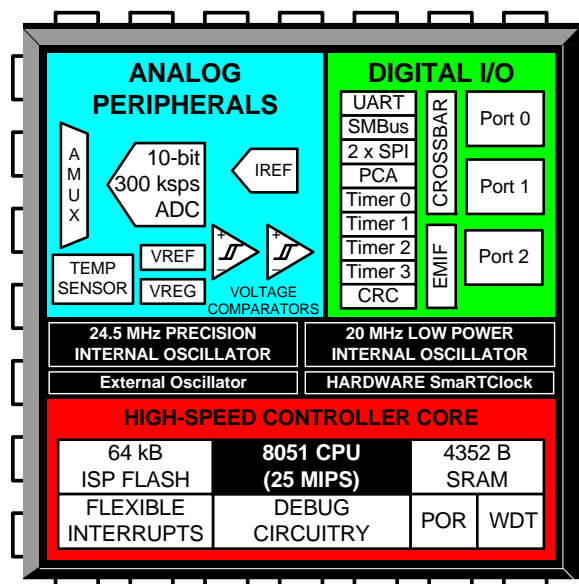 ANALOG
PERIPHERALS
A
M
U
X
10-bit
300 ksps
ADC
IREF
TEMP
SENSOR
VREF
VREG
+
–
+
–
VOLTAGE
COMPARATORS
DIGITAL I/O
UART
SMBus
2 x SPI
PCA
Timer 0
Timer 1
Timer 2
Timer 3
CRC
CROSSBAR
EMIF
Port 0
Port 1
Port 2
24.5 MHz PRECISION
INTERNAL OSCILLATOR
20 MHz LOW POWER
INTERNAL OSCILLATOR
External Oscillator
HARDWARE SmaRTClock
HIGH-SPEED CONTROLLER CORE
64 kB
ISP FLASH
8051 CPU
(25 MIPS)
4352 B
SRAM
FLEXIBLE
INTERRUPTS
DEBUG
CIRCUITRY
POR
WDT